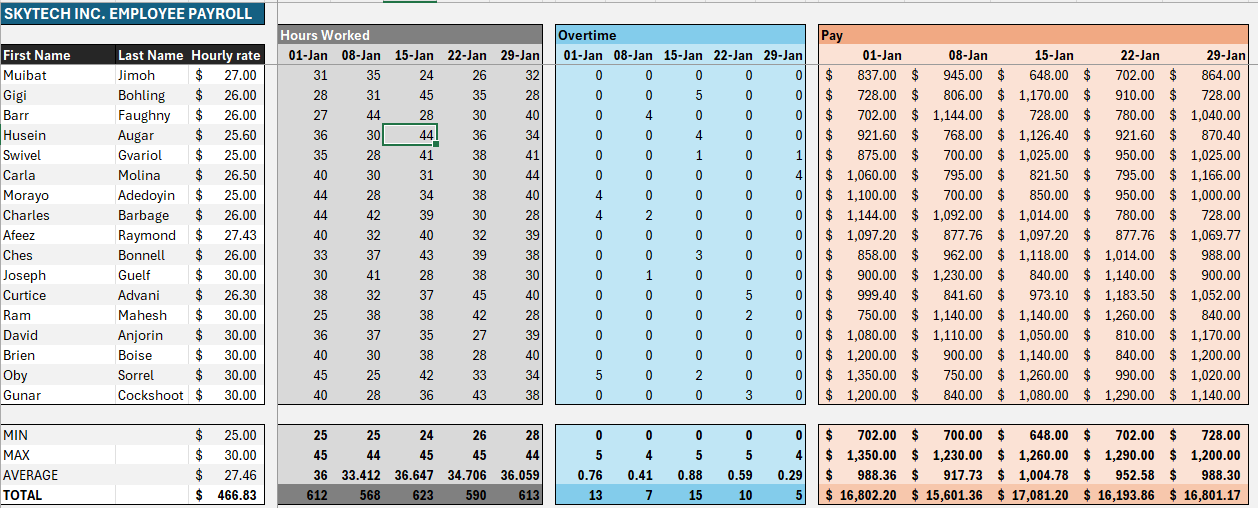 SKYTECH INC. EMPLOYEE PAYROLL
Hours Worked Overtime Pay
First Name Last Name Hourly rate 01-Jan 08-Jan 15-Jan 22-Jan 29-Jan 01-Jan 08-Jan 15-Jan 22-Jan 29-Jan 01-Jan 08-Jan 15-Jan 22-Jan 29-Jan
Muibat Jimoh $ 27.00 31 35 24 26 32 0 0 0 0 0 $ 837.00 $ 945.00 $ 648.00 $ 702.00 $ 864.00
Gigi Bohling $ 26.00 28 31 45 35 28 0 0 5 0 0 $ 728.00 $ 806.00 $ 1,170.00 $ 910.00 $ 728.00
Barr Faughny $ 26.00 27 44 28 30 40 0 4 0 0 0 $ 702.00 $ 1,144.00 $ 728.00 $ 780.00 $ 1,040.00
Husein Augar $ 25.60 36 30 44 36 34 0 0 4 0 0 $ 921.60 $ 768.00 $ 1,126.40 $ 921.60 $ 870.40
Swivel Gvariol $ 25.00 35 28 41 38 41 0 0 1 0 1 $ 875.00 $ 700.00 $ 1,025.00 $ 950.00 $ 1,025.00
Carla Molina $ 26.50 40 30 31 30 44 0 0 0 0 4 $ 1,060.00 $ 795.00 $ 821.50 $ 795.00 $ 1,166.00
Morayo Adedoyin $ 25.00 44 28 34 38 40 4 0 0 0 0 $ 1,100.00 $ 700.00 $ 850.00 $ 950.00 $ 1,000.00
Charles Barbage $ 26.00 44 42 39 30 28 4 2 0 0 0 $ 1,144.00 $ 1,092.00 $ 1,014.00 $ 780.00 $ 728.00
Afeez Raymond $ 27.43 40 32 40 32 39 0 0 0 0 0 $ 1,097.20 $ 877.76 $ 1,097.20 $ 877.76 $ 1,069.77
Ches Bonnell $ 26.00 33 37 43 39 38 0 0 3 0 0 $ 858.00 $ 962.00 $ 1,118.00 $ 1,014.00 $ 988.00
Joseph Guelf $ 30.00 30 41 28 38 30 0 1 0 0 0 $ 900.00 $ 1,230.00 $ 840.00 $ 1,140.00 $ 900.00
Curtice Advani $ 26.30 38 32 37 45 40 0 0 0 5 0 $ 999.40 $ 841.60 $ 973.10 $ 1,183.50 $ 1,052.00
Ram Mahesh $ 30.00 25 38 38 42 28 0 0 0 2 0 $ 750.00 $ 1,140.00 $ 1,140.00 $ 1,260.00 $ 840.00
David Anjorin $ 30.00 36 37 35 27 39 0 0 0 0 0 $ 1,080.00 $ 1,110.00 $ 1,050.00 $ 810.00 $ 1,170.00
Brien Boise $ 30.00 40 30 38 28 40 0 0 0 0 0 $ 1,200.00 $ 900.00 $ 1,140.00 $ 840.00 $ 1,200.00
Oby Sorrel $ 30.00 45 25 42 33 34 5 0 2 0 0 $ 1,350.00 $ 750.00 $ 1,260.00 $ 990.00 $ 1,020.00
Gunar Cockshoot $ 30.00 40 28 36 43 38 0 0 0 3 0 $ 1,200.00 $ 840.00 $ 1,080.00 $ 1,290.00 $ 1,140.00
MIN $ 25.00 25 25 24 26 28 0 0 0 0 0 $ 702.00 $ 700.00 $ 648.00 $ 702.00 $ 728.00
MAX $ 30.00 45 44 45 45 44 5 4 5 5 4 $ 1,350.00 $ 1,230.00 $ 1,260.00 $ 1,290.00 $ 1,200.00
AVERAGE $ 27.46 36 33.412 36.647 34.706 36.059 0.76 0.41 0.88 0.59 0.29 $ 988.36 $ 917.73 $ 1,004.78 $ 952.58 $ 988.30
TOTAL $ 466.83 612 568 623 590 613 13 7 15 10 5 $ 16,802.20 $ 15,601.36 $ 17,081.20 $ 16,193.86 $ 16,801.17